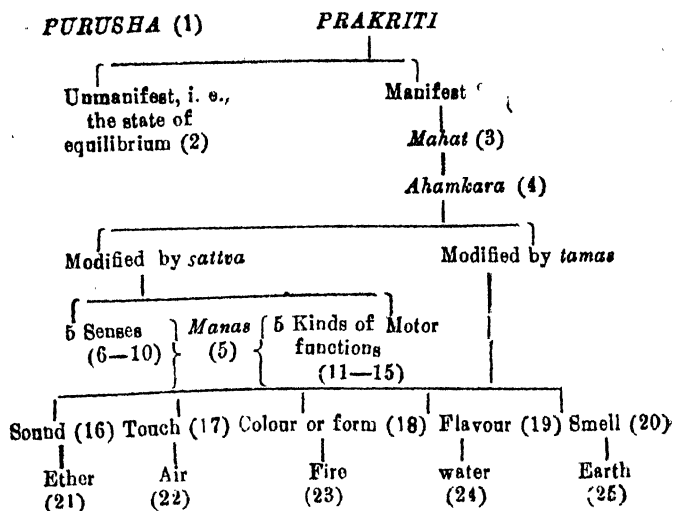 PURUSHA (1) PRAKRITI
Unmanifest, i. e., Manifest
the state of
equilibrium (2) Mahat (3)
Ahamkara (4)
Modified by sattva Modified by tamas
5 Senses Manas 5 Kinds of Motor
(6—10) (5) functions
(11—15)
Sound (16) Touch (17) Colour or form (18) Flavour (19) Smell (20)
Ether Air Fire water Earth
(21) (22) (23) (24) (25)